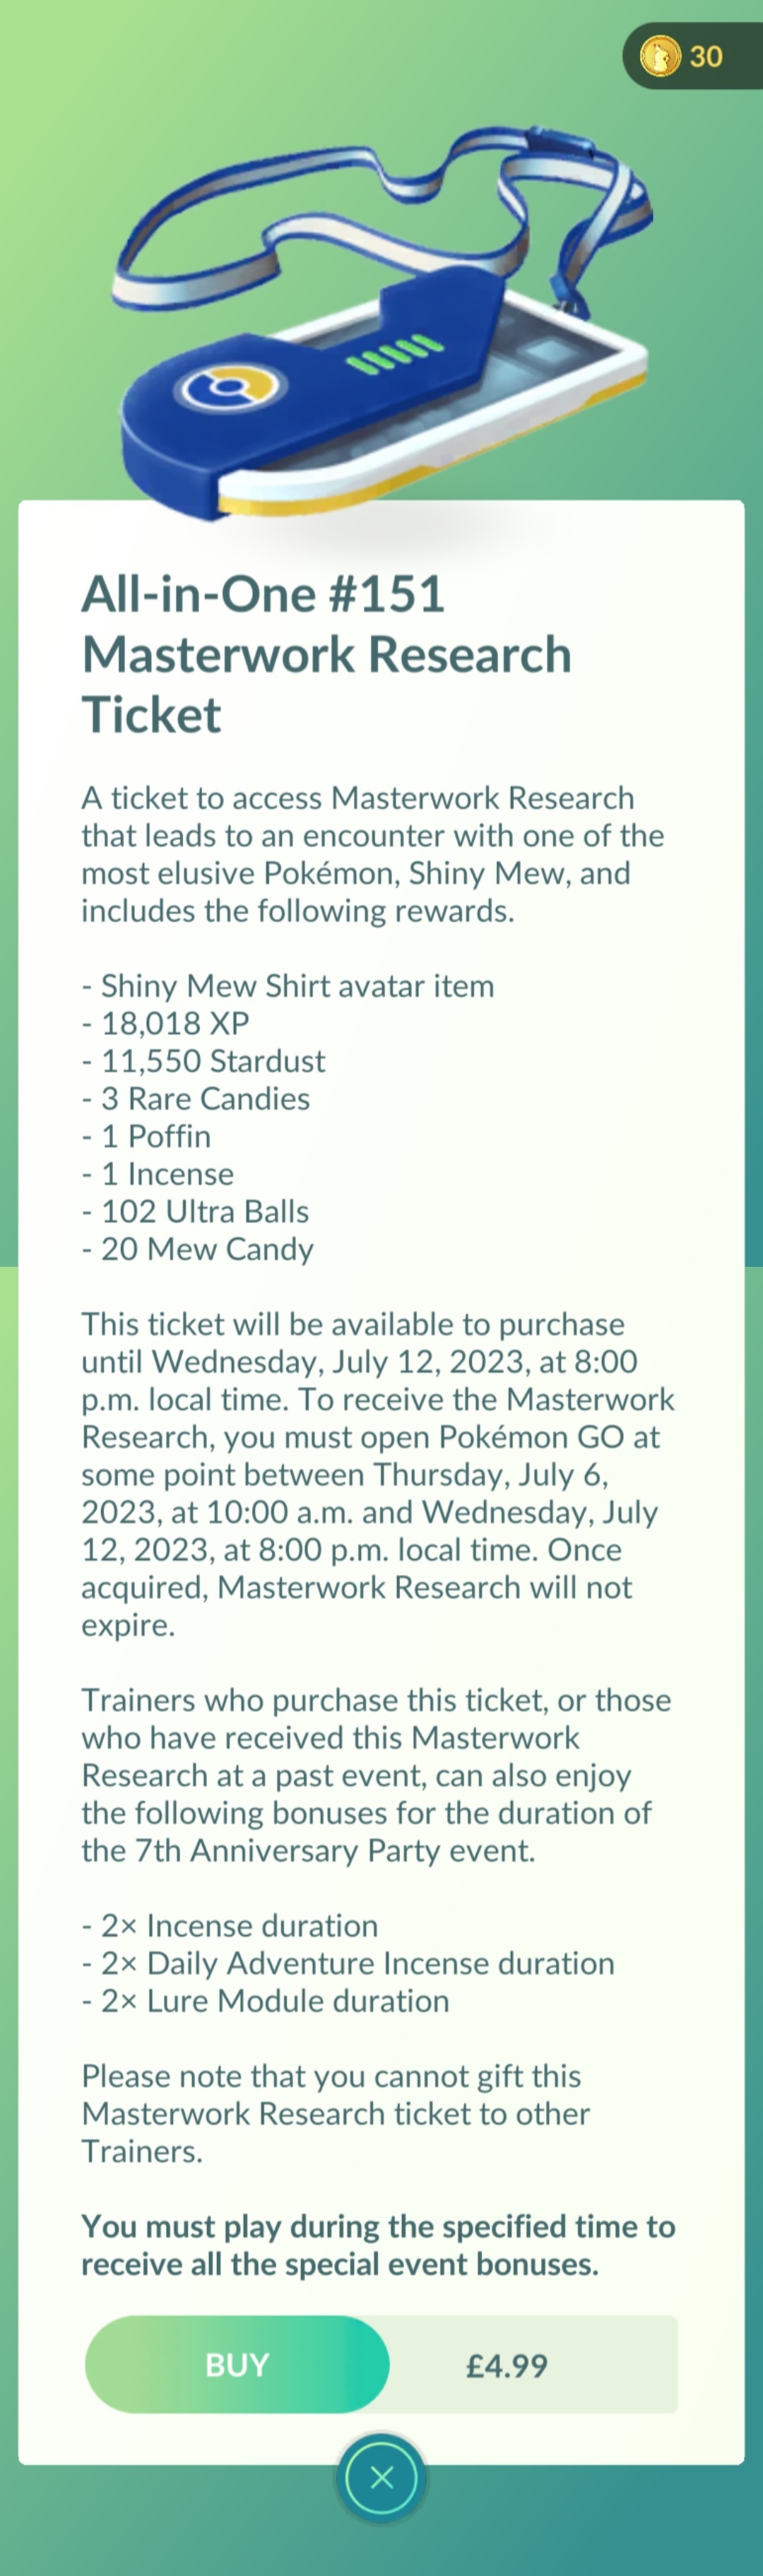 30
All-in-One #151
Masterwork Research
Ticket
A ticket to access Masterwork Research
that leads to an encounter with one of the
most elusive Pokémon, Shiny Mew, and
includes the following rewards.
- Shiny Mew Shirt avatar item
- 18,018 XP
- 11,550 Stardust
- 3 Rare Candies
- 1 Poffin
- 1 Incense
- 102 Ultra Balls
- 20 Mew Candy
This ticket will be available to purchase
until Wednesday, July 12, 2023, at 8:00
p.m. local time. To receive the Masterwork
Research, you must open Pokémon GO at
some point between Thursday, July 6,
2023, at 10:00 a.m. and Wednesday, July
12, 2023, at 8:00 p.m. local time. Once
acquired, Masterwork Research will not
expire.
Trainers who purchase this ticket, or those
who have received this Masterwork
Research at a past event, can also enjoy
the following bonuses for the duration of
the 7th Anniversary Party event.
- 2× Incense duration
- 2× Daily Adventure Incense duration
- 2× Lure Module duration
Please note that you cannot gift this
Masterwork Research ticket to other
Trainers.
You must play during the specified time to
receive all the special event bonuses.
BUY £4.99